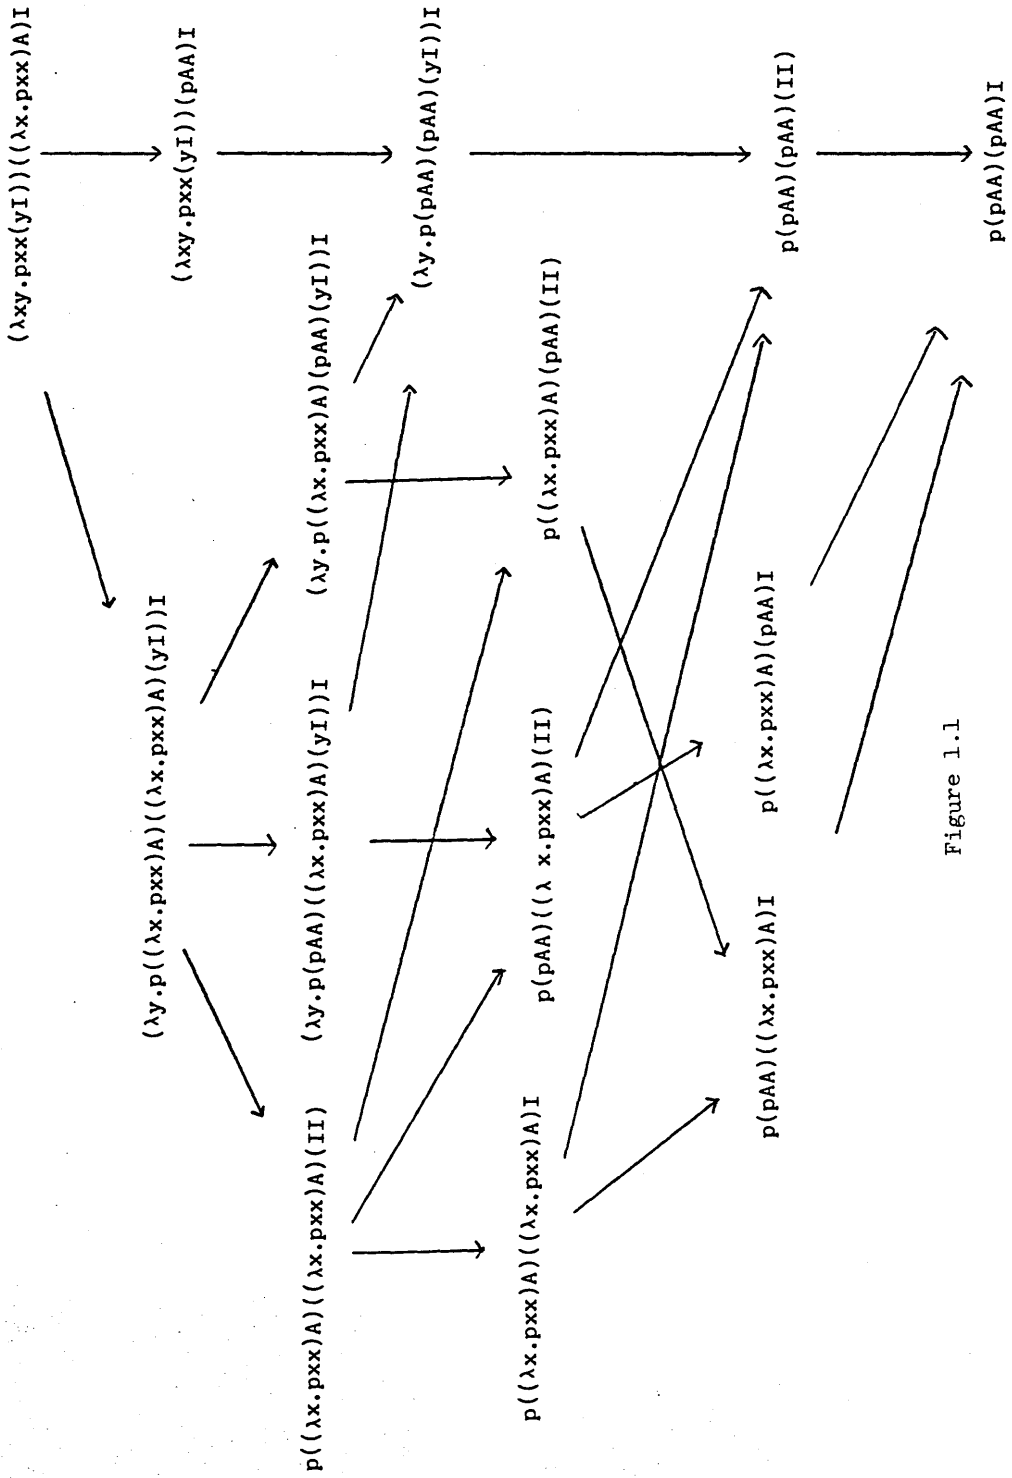 (λxy.pxx(yI))((λx.pxx)A)I
(λy.p((λx.pxx)A)((λx.pxx)A)(yI))I
(λxy.pxx(yI))(pAA)I
p((λx.pxx)A)((λx.pxx)A)(II)
(λy.p(pAA)((λx.pxx)A)(yI))I
(λy.p((λx.pxx)A)(pAA)(yI))I
(λy.p(pAA)(pAA)(yI))I
p((λx.pxx)A)((λx.pxx)A)I
p(pAA)((λ x.pxx)A)(II)
p((λx.pxx)A)(pAA)(II)
p(pAA)((λx.pxx)A)I
p((λx.pxx)A)(pAA)I
p(pAA)(pAA)(II)
p(pAA)(pAA)I
Figure 1.1